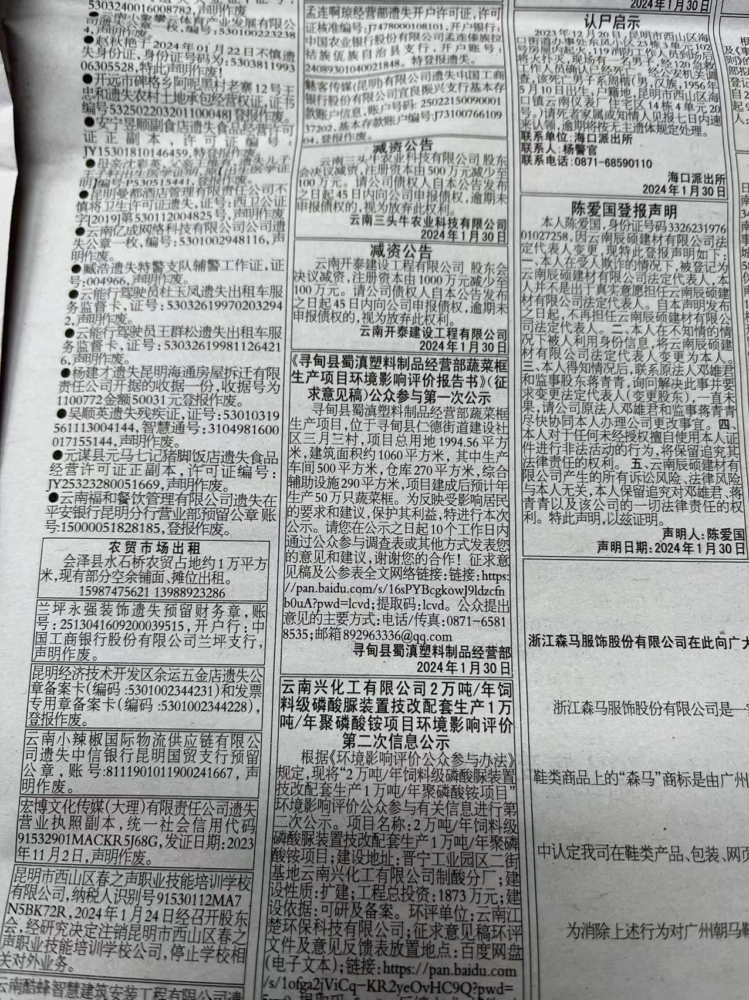 5303240016008782,声明作废。
司遗失公章一枚,编号:530100223238
4,声明作废。
●赵秋艳于2024年01月22日不慎遗
失身份证,身份证号码为:5303811993
06305528,特此声明作废!
●开远市碑格乡阿呢黑村老寨12号王
忠和遗失农村土地承包经营权证,证书
编号532502203201100048J登报作废。
●安宁昱顺副食店遗失食品经营许可
证正副本,许可证编号:
JY15301810146459,特登报作废。
●母亲沈彩英,父亲王维有,遗失儿子
王子轩出生医学证明,原《出生医学证
明》编号:P530515441,登报作废。
●昆明曼都酒店管理有限责任公司不
慎将卫生许可证遗失,证号:西卫公证
字[2019]第530112004825号,声明作废
●云南亿成网络科技有限公司公司遗
失公章一枚,编号:5301002948116,声
明作废。
●臧浩遗失特警支队辅警工作证,证
号:004966,声明作废。
●云能行驾驶员杜玉凤遗失出租车服
务监督卡,证号:53032619970203294
2,声明作废。
●云能行驾驶员王群松遗失出租车服
务监督卡,证号:53032619981126421
6,声明作废。
●杨建才遗失昆明海通房屋拆迁有限
责任公司开据的收据一份,收据号为
1100772金额50031元登报作废。
●吴顺英遗失残疾证,证号:53010319
561113004144,智慧通号:3104981600
017155144,声明作废。
●元谋县元马七记猪脚饭店遗失食品
经营许可证正副本,许可证编号:
JY25323280051669,声明作废。
●云南福和餐饮管理有限公司遗失在
平安银行昆明分行营业部预留公章账
号:15000051828185,登报作废。
农贸市场出租
会泽县水石桥农贸占地约1万平方
米,现有部分空余铺面、摊位出租。
15987475621 13988923286
兰坪永强装饰遗失预留财务章,账
号:2513041609200039515,开户行:中
国工商银行股份有限公司兰坪支行,
声明作废。
昆明经济技术开发区余运五金店遗失公
章备案卡(编码:5301002344231)和发票
专用章备案卡(编码:5301002344228),
登报作废。
云南小辣椒国际物流供应链有限公
司遗失中信银行昆明国贸支行预留
公章,账号:8111901011900241667,声
明作废。
宏博文化传媒(大理)有限责任公司遗失
营业执照副本,统一社会信用代码
91532901MACKR5J68G,发证日期:2023
年11月2日,声明作废。
昆明市西山区春之声职业技能培训学校
有限公司,纳税人识别号91530112MA7
N5BK72R,2024年1月24日经召开股东
会,经研究决定注销昆明市西山区春之
声职业技能培训学校公司,停止学校相
关对外业务。
云南酷蜂智慧建筑安装工程有限公司遗
孟连啊琼经营部遗失开户许可证,许可
证核准编号:J7478000108101,开户银行:
中国农业银行股份有限公司孟连傣族拉
祜族佤族自治县支行,开户账号:
24089301040021848。特登报遗失。
魅客传媒(昆明)有限公司遗失中国工商
银行股份有限公司宜良振兴支行基本存
款账户信息,账户号码:25022150090001
37202,基本存款账户编号:J73100766109
04,登报作废。
减资公告
云南三头牛农业科技有限公司 股东
会决议减资,注册资本由500万元减少至
100万元。请公司债权人自本公告发布
之日起45日内向公司申报债权,逾期未
申报债权的,视为放弃此权利。
云南三头牛农业科技有限公司
2024年1月30日
减资公告
云南开泰建设工程有限公司 股东会
决议减资,注册资本由1000万元减少至
100万元。请公司债权人自本公告发布
之日起45日内向公司申报债权,逾期未
申报债权的,视为放弃此权利。
云南开泰建设工程有限公司
2024年1月30日
《寻甸县蜀滇塑料制品经营部蔬菜框
生产项目环境影响评价报告书》(征
求意见稿)公众参与第一次公示
寻甸县蜀滇塑料制品经营部蔬菜框
生产项目,位于寻甸县仁德街道建设社
区三月三村,项目总用地1994.56平方
米,建筑面积约1060平方米,其中生产
车间500平方米,仓库270平方米,综合
辅助设施290平方米,项目建成后预计年
生产50万只蔬菜框。为反映受影响居民
的要求和建议,保护其利益,特进行本次
公示。请您在公示之日起10个工作日内
通过公众参与调查表或其他方式发表您
的意见和建议,谢谢您的合作!征求意
见稿及公参表全文网络链接:链接:https:
//pan.baidu.com/s/16sPYBcgkowJ9ldzcfn
b0uA?pwd=lcvd;提取码:lcvd。公众提出
意见的主要方式:电话/传真:0871-6581
8535;邮箱892963336@qq.com
寻甸县蜀滇塑料制品经营部
2024年1月30日
云南兴化工有限公司2万吨/年饲
料级磷酸脲装置技改配套生产1万
吨/年聚磷酸铵项目环境影响评价
第二次信息公示
根据《环境影响评价公众参与办法》
规定,现将“2万吨/年饲料级磷酸脲装置
技改配套生产1万吨/年聚磷酸铵项目”
环境影响评价公众参与有关信息进行第
二次公示。项目名称:2万吨/年饲料级
磷酸脲装置技改配套生产1万吨/年聚磷
酸铵项目;建设地址:晋宁工业园区二街
基地云南兴化工有限公司制酸分厂;建
设性质:扩建;工程总投资:1873万元;建
设依据:可研及备案。环评单位:云南江
楚环保科技有限公司;征求意见稿环评
文件及意见反馈表放置地点:百度网盘
(电子文本);链接:https://pan.baidu.com
/s/1ofga2jViCq-KR2yeOvHC9Q?pwd=
2024年1月30日
认尸启示
2023年12月20日,昆明市西山区海
口街道办事处东风小区23栋3单元102
号房屋内起火,119消防工作人员到场后
将火扑灭,现场有一名男子,经120急救
工作人员确认已经死亡。经公安机关调
查,该死亡男子系周楷(男,汉族,1956年
5月10日出生,户籍地,昆明市西山区海
口镇云南仪表厂住宅区14栋4单元20
号。)请死者家属或知情人见报七日内速
来认领,逾期将按无主遗体规定处理。
联系单位:海口派出所
联系人:杨警官
联系电话:0871-68590110
海口派出所
2024年1月30日
陈爱国登报声明
本人陈爱国,身份证号码3326231976
01027258,因云南辰硕建材有限公司法
定代表人变更,现特此登报声明如下:
一、本人在受人欺诈的情况下,被登记为
云南辰硕建材有限公司法定代表人,本
人并不是出于真实意愿担任云南辰硕建
材有限公司法定代表人。自本声明发布
之日起,不再担任云南辰硕建材有限公
司法定代表人。二、本人在不知情的情
况下被人利用身份信息,将云南辰硕建
材有限公司法定代表人变更为本人。
三、本人得知情况后,联系原法人邓雄君
和监事股东蒋青青,询问解决此事并要
求变更法定代表人(变更股东),一直未
果,请公司原法人邓雄君和监事蒋青青
尽快协同本人办理公司更改事宜。四、
本人对于任何未经授权擅自使用本人证
件进行非法活动的行为,将保留追究其
法律责任的权利。五、云南辰硕建材有
限公司产生的所有诉讼风险、法律风险
与本人无关,本人保留追究对邓雄君、蒋
青青以及该公司的一切法律责任的权
利。特此声明,以兹证明。
声明人:陈爱国
声明日期:2024年1月30日
浙江森马服饰股份有限公司在此向广大
浙江森马服饰股份有限公司是一
鞋类商品上的“森马”商标是由广州
中认定我司在鞋类产品、包装、网页
为消除上述行为对广州朝马鞋